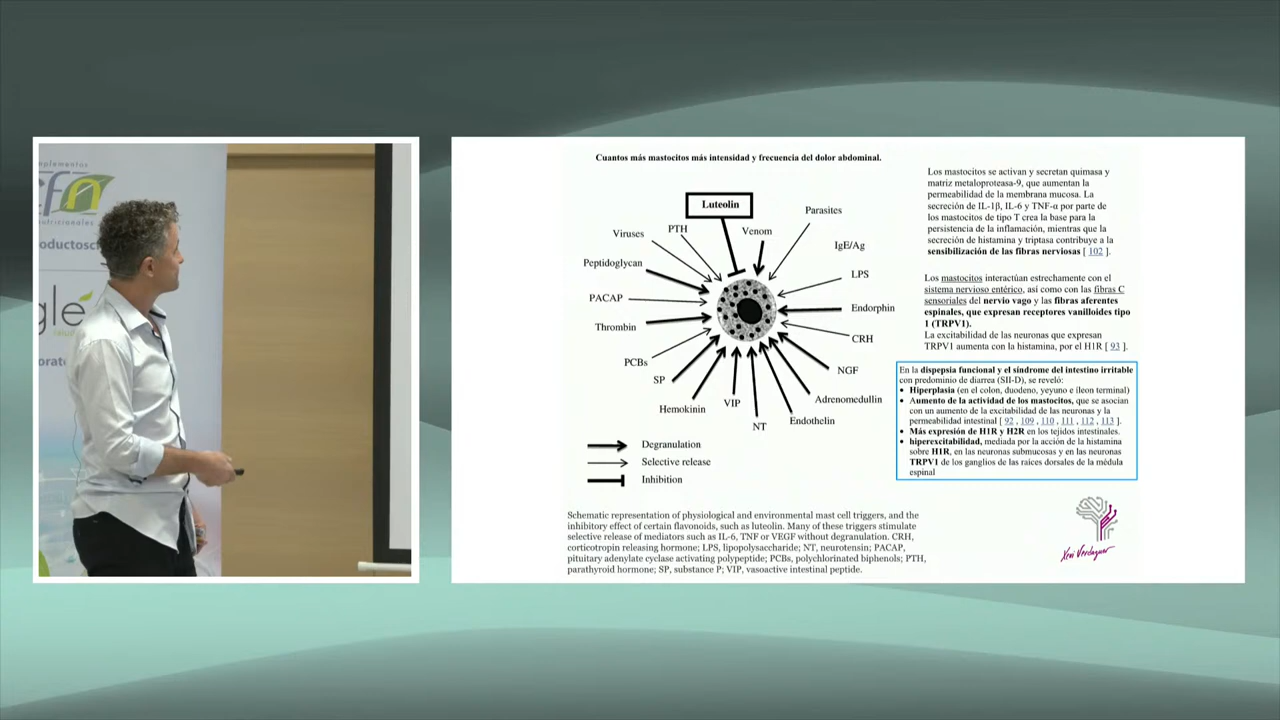 plementos
cfn
nutricionales
oductoscf
gle
orat
Cuantos más mastocitos más intensidad y frecuencia del dolor abdominal.
Luteolin
Parasites
Viruses
PTH
Venom
IgE/Ag
Peptidoglycan
LPS
PACAP
Endorphin
Thrombin
CRH
PCBs
NGF
SP
Adrenomedullin
Hemokinin
VIP
Endothelin
NT
Degranulation
Selective release
Inhibition
Schematic representation of physiological and environmental mast cell triggers, and the
inhibitory effect of certain flavonoids, such as luteolin. Many of these triggers stimulate
selective release of mediators such as IL-6, TNF or VEGF without degranulation. CRH,
corticotropin releasing hormone; LPS, lipopolysaccharide; NT, neurotensin; PACAP,
pituitary adenylate cyclase activating polypeptide; PCBs, polychlorinated biphenols; PTH,
parathyroid hormone; SP, substance P; VIP, vasoactive intestinal peptide.
Los mastocitos se activan y secretan quimasa y
matriz metaloproteasa-9, que aumentan la
permeabilidad de la membrana mucosa. La
secreción de IL-1β, IL-6 y TNF-α por parte de
los mastocitos de tipo T crea la base para la
persistencia de la inflamación, mientras que la
secreción de histamina y triptasa contribuye a la
sensibilización de las fibras nerviosas [ 102 ].
Los mastocitos interactúan estrechamente con el
sistema nervioso entérico, así como con las fibras C
sensoriales del nervio vago y las fibras aferentes
espinales, que expresan receptores vanilloides tipo
1 (TRPV1).
La excitabilidad de las neuronas que expresan
TRPV1 aumenta con la histamina, por el H1R [ 93 ].
En la dispepsia funcional y el síndrome del intestino irritable
con predominio de diarrea (SII-D), se reveló:
• Hiperplasia (en el colon, duodeno, yeyuno e íleon terminal)
• Aumento de la actividad de los mastocitos, que se asocian
con un aumento de la excitabilidad de las neuronas y la
permeabilidad intestinal [ 92 , 109 , 110 , 111 , 112 , 113 ].
• Más expresión de H1R y H2R en los tejidos intestinales.
• hiperexcitabilidad, mediada por la acción de la histamina
sobre H1R, en las neuronas submucosas y en las neuronas
TRPV1 de los ganglios de las raíces dorsales de la médula
espinal
Xevi Verdaguer